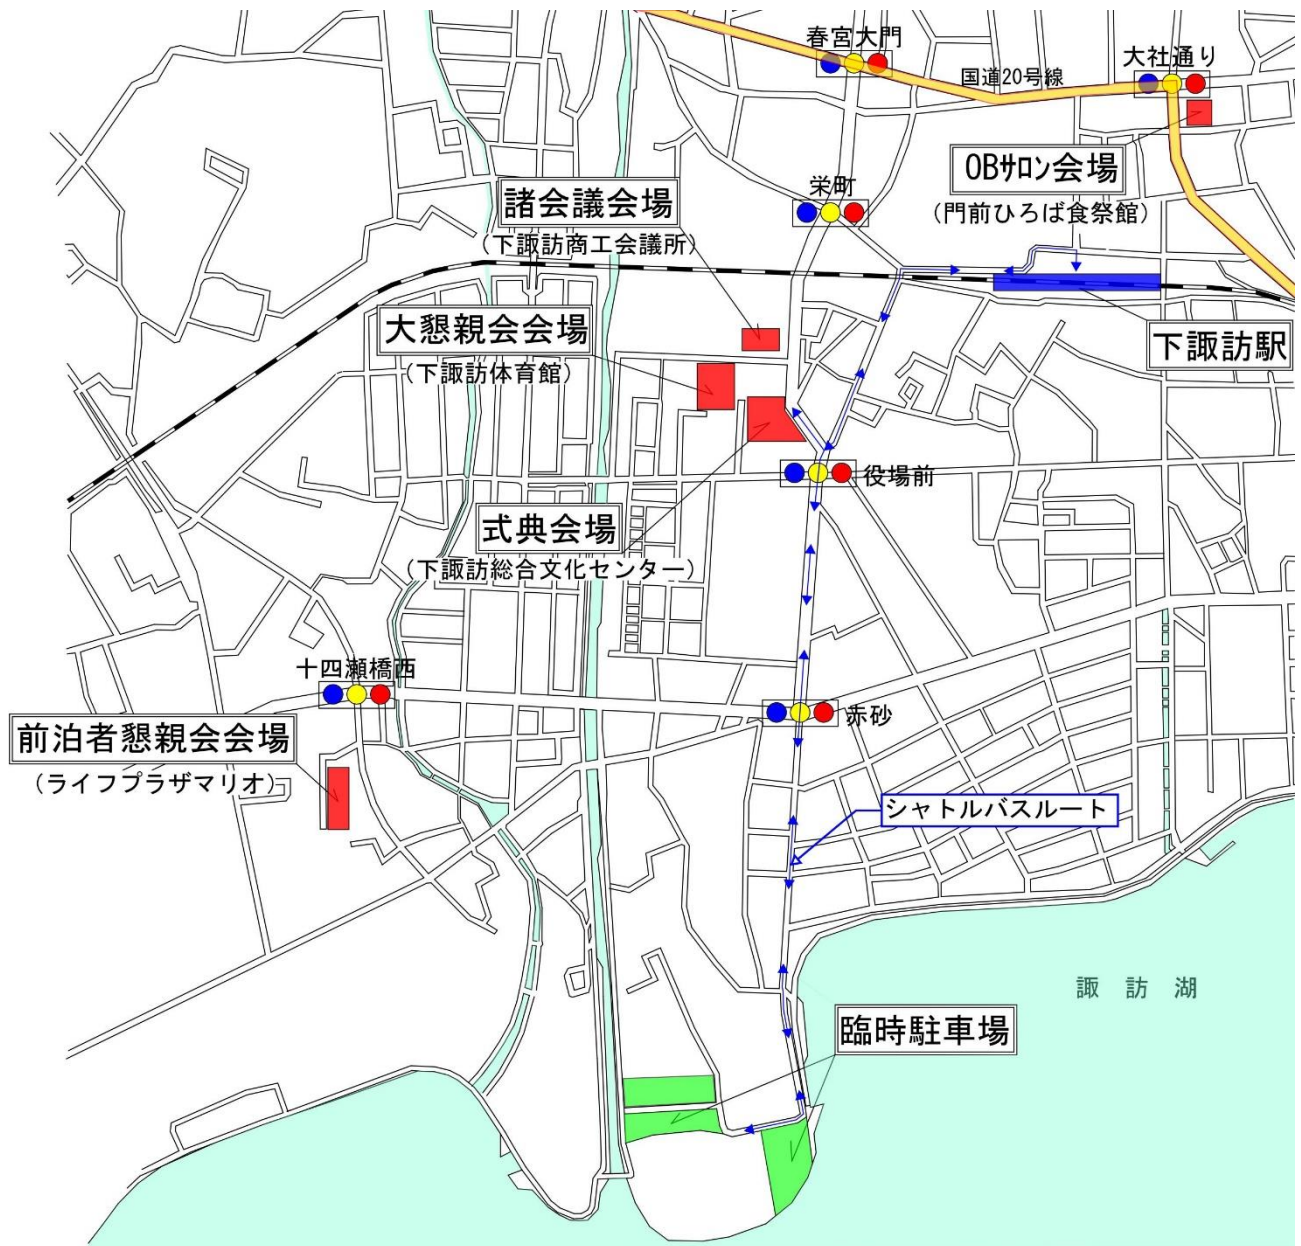 春宮大門
大社通り
国道20号線
OBｻﾛﾝ会場
(門前ひろば食祭館)
栄町
諸会議会場
(下諏訪商工会議所)
大懇親会会場
(下諏訪体育館)
下諏訪駅
役場前
式典会場
(下諏訪総合文化センター)
十四瀬橋西
前泊者懇親会会場
(ライフプラザマリオ)
赤砂
シャトルバスルート
諏訪湖
臨時駐車場